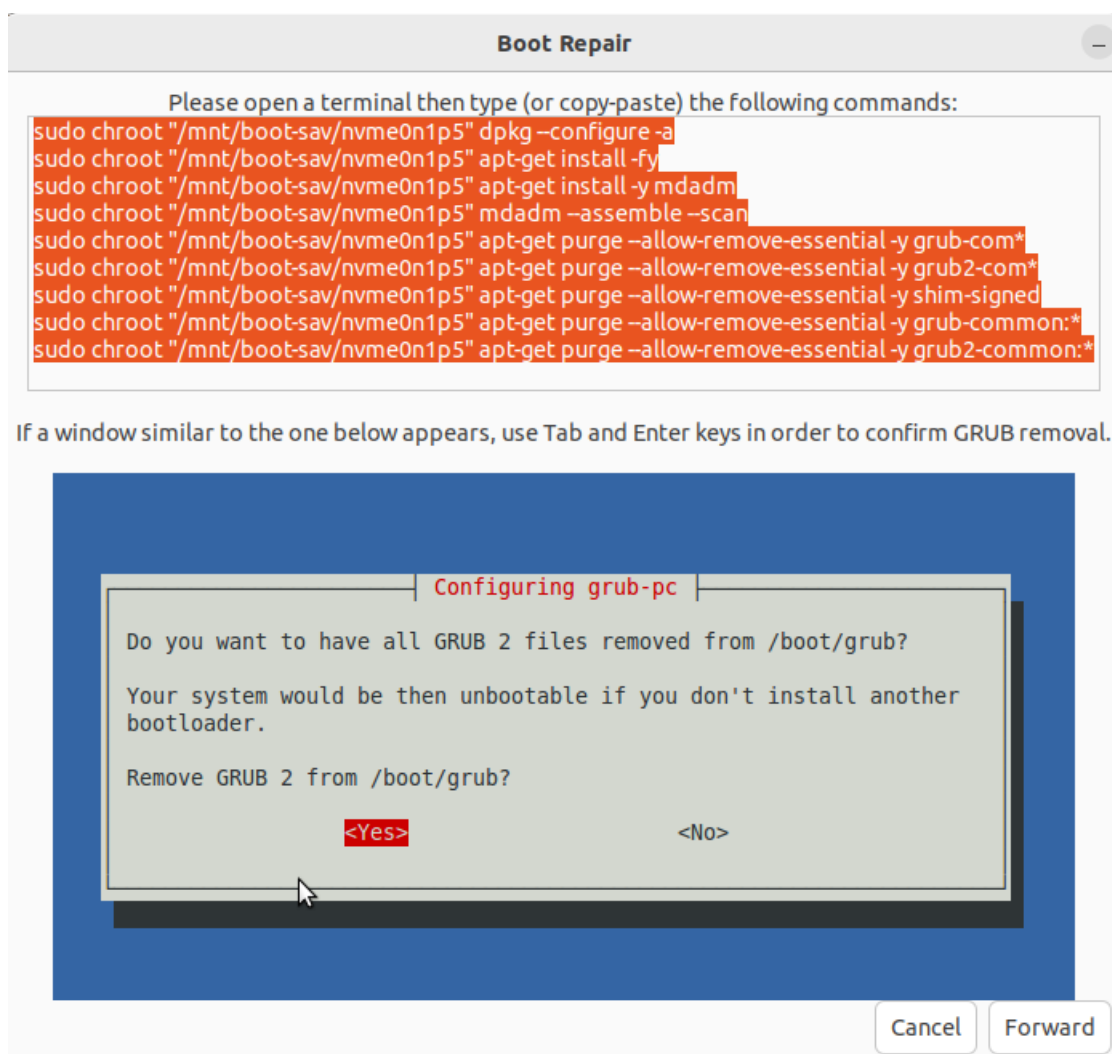 Boot Repair
Please open a terminal then type (or copy-paste) the following commands:
sudo chroot "/mnt/boot-sav/nvme0n1p5" dpkg --configure -a
sudo chroot "/mnt/boot-sav/nvme0n1p5" apt-get install -fy
sudo chroot "/mnt/boot-sav/nvme0n1p5" apt-get install -y mdadm
sudo chroot "/mnt/boot-sav/nvme0n1p5" mdadm --assemble --scan
sudo chroot "/mnt/boot-sav/nvme0n1p5" apt-get purge --allow-remove-essential -y grub-com*
sudo chroot "/mnt/boot-sav/nvme0n1p5" apt-get purge --allow-remove-essential -y grub2-com*
sudo chroot "/mnt/boot-sav/nvme0n1p5" apt-get purge --allow-remove-essential -y shim-signed
sudo chroot "/mnt/boot-sav/nvme0n1p5" apt-get purge --allow-remove-essential -y grub-common:*
sudo chroot "/mnt/boot-sav/nvme0n1p5" apt-get purge --allow-remove-essential -y grub2-common:*
If a window similar to the one below appears, use Tab and Enter keys in order to confirm GRUB removal.
Configuring grub-pc
Do you want to have all GRUB 2 files removed from /boot/grub?
Your system would be then unbootable if you don't install another
bootloader.
Remove GRUB 2 from /boot/grub?
<Yes> <No>
Cancel Forward